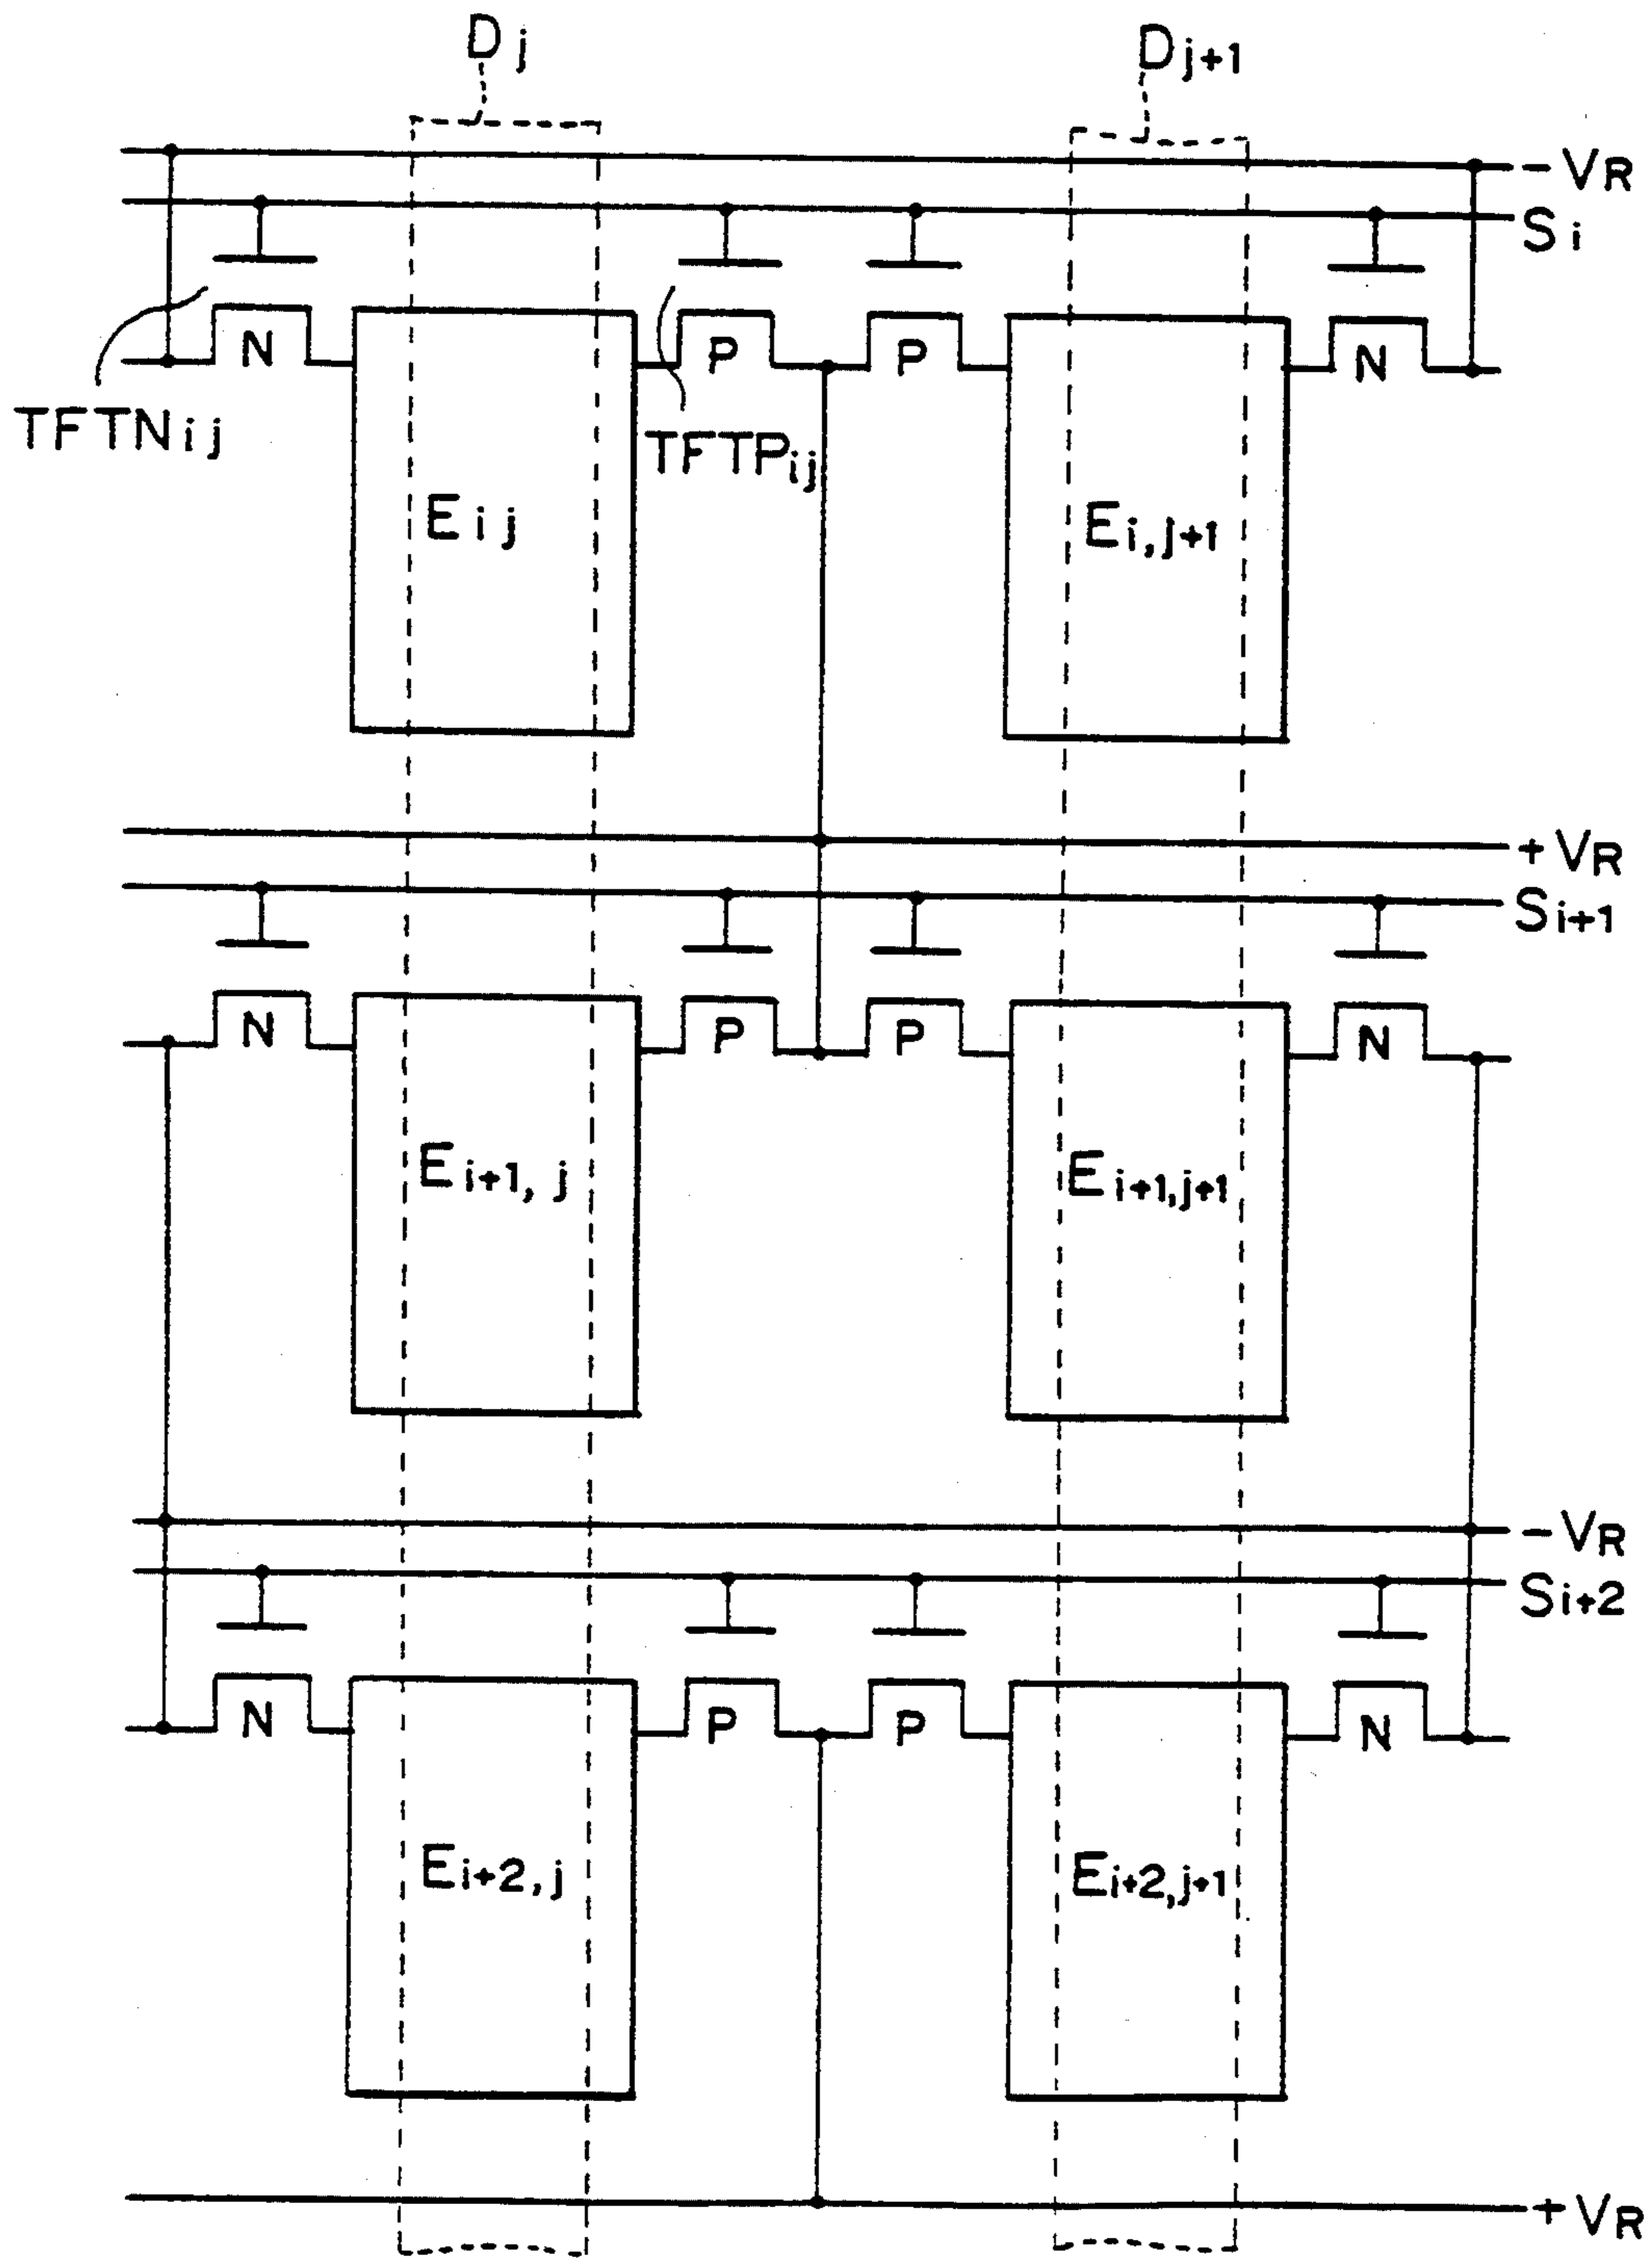 Dj
Dj+1
-VR
Si
N
P
P
N
TFTNij
TFTPij
Eij
Ei,j+1
+VR
Si+1
N
P
P
N
Ei+1,j
Ei+1,j+1
-VR
Si+2
N
P
P
N
Ei+2,j
Ei+2,j+1
+VR